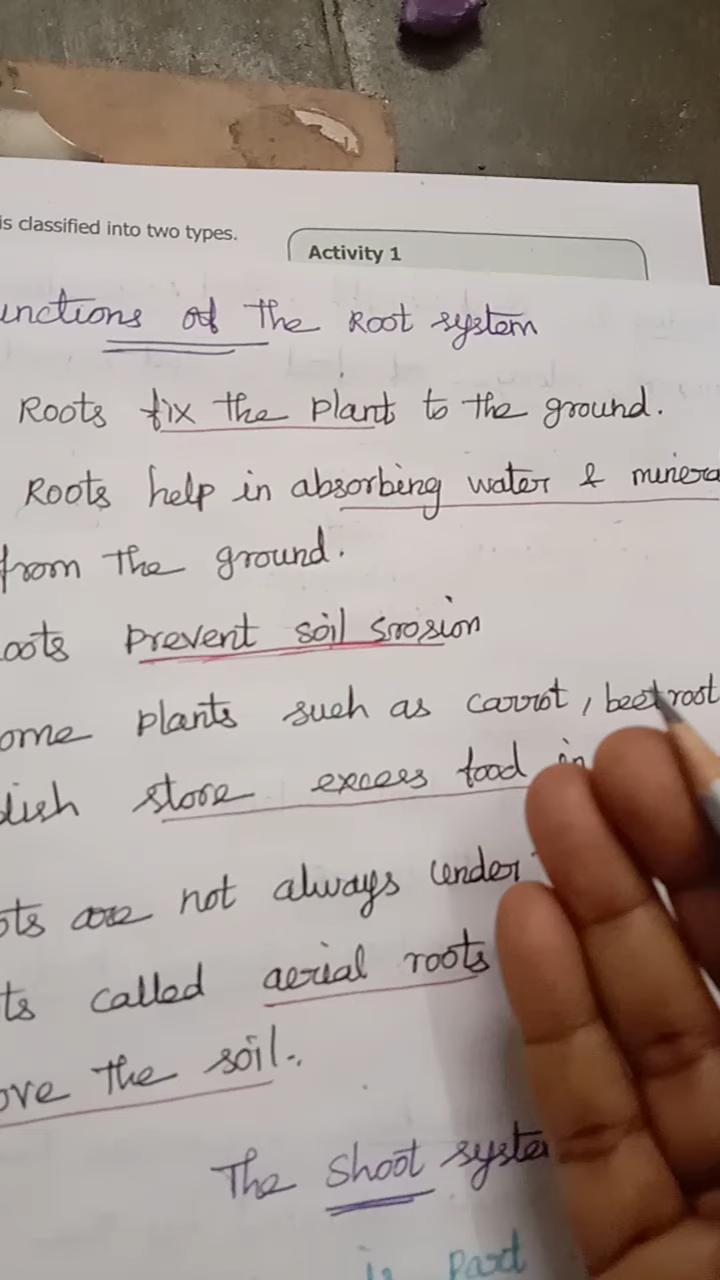 is classified into two types.
Activity 1
unctions of the Root system
Roots fix the plant to the ground.
Roots help in absorbing water & minera
from the ground.
oots prevent soil srosion
ome plants such as carrot, beetroot
dish store excess food in
ots are not always under
ts called aerial roots
ove the soil.
The shoot syste
is Part